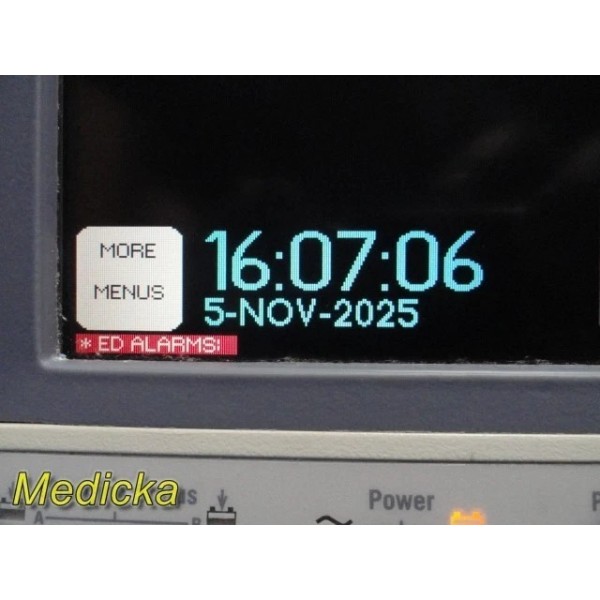 MORE
MENUS
16:07:06
5-NOV-2025
* ED ALARMS:
Medicka
Power
A
B